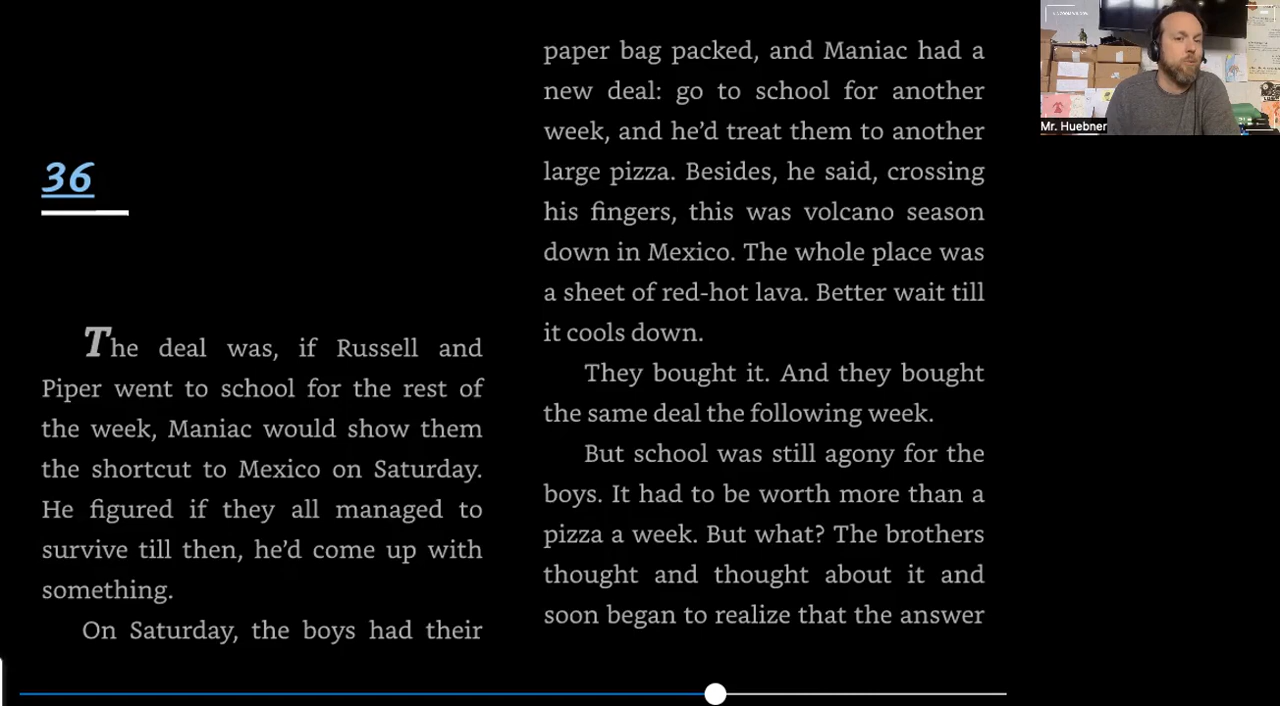 36
The deal was, if Russell and
Piper went to school for the rest of
the week, Maniac would show them
the shortcut to Mexico on Saturday.
He figured if they all managed to
survive till then, he’d come up with
something.
On Saturday, the boys had their
paper bag packed, and Maniac had a
new deal: go to school for another
week, and he’d treat them to another
large pizza. Besides, he said, crossing
his fingers, this was volcano season
down in Mexico. The whole place was
a sheet of red-hot lava. Better wait till
it cools down.
They bought it. And they bought
the same deal the following week.
But school was still agony for the
boys. It had to be worth more than a
pizza a week. But what? The brothers
thought and thought about it and
soon began to realize that the answer
Mr. Huebner